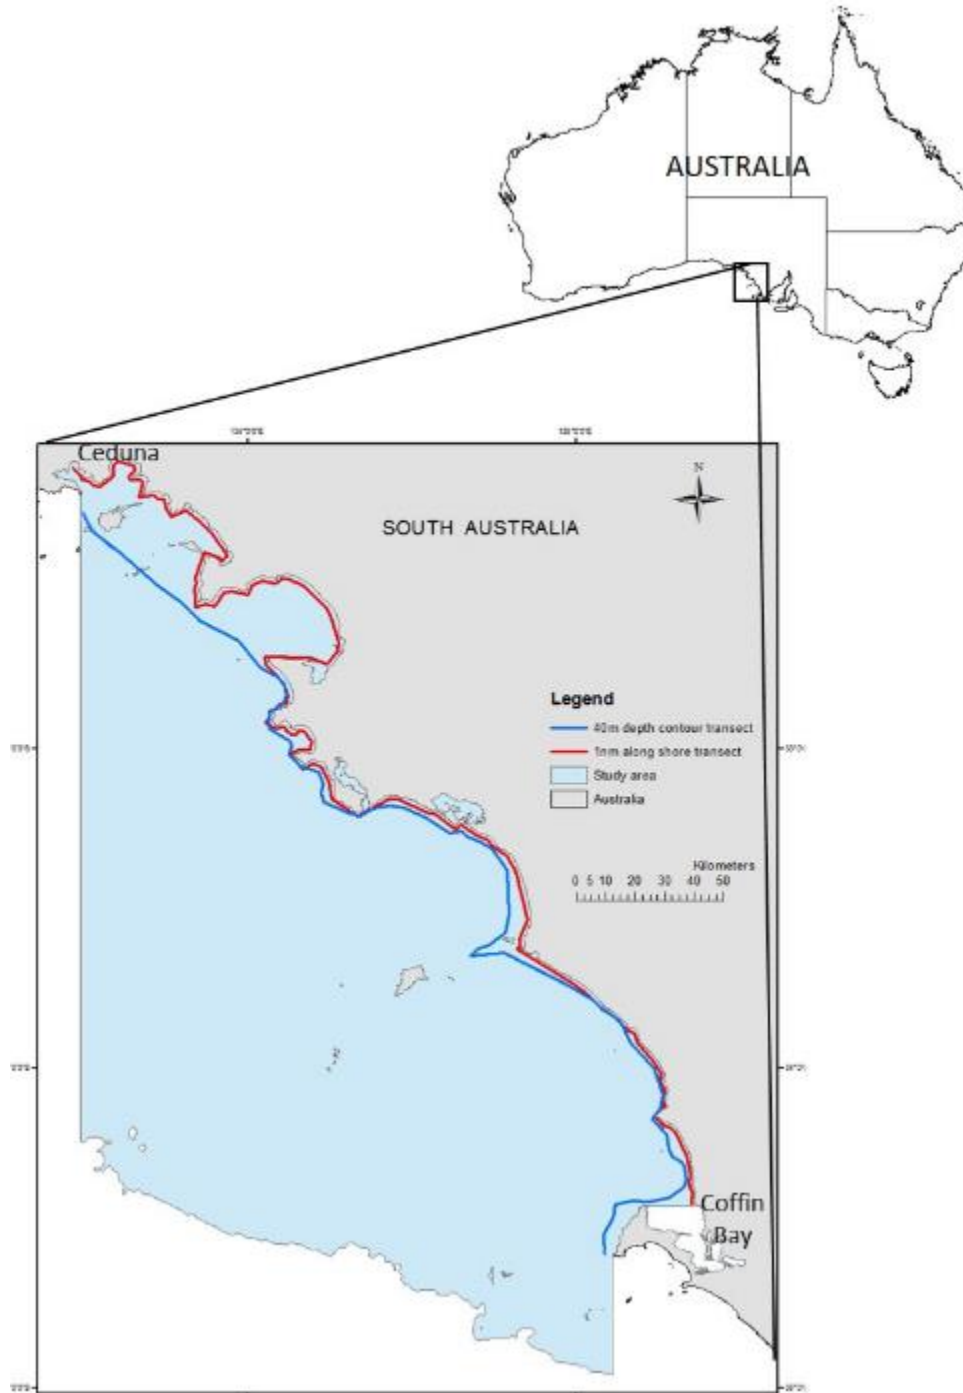 AUSTRALIA
Ceduna
N
SOUTH AUSTRALIA
Legend
40m depth contour transect
1nm along shore transect
Study area
Australia
Kilometers
0 5 10 20 30 40 50
Coffin
Bay